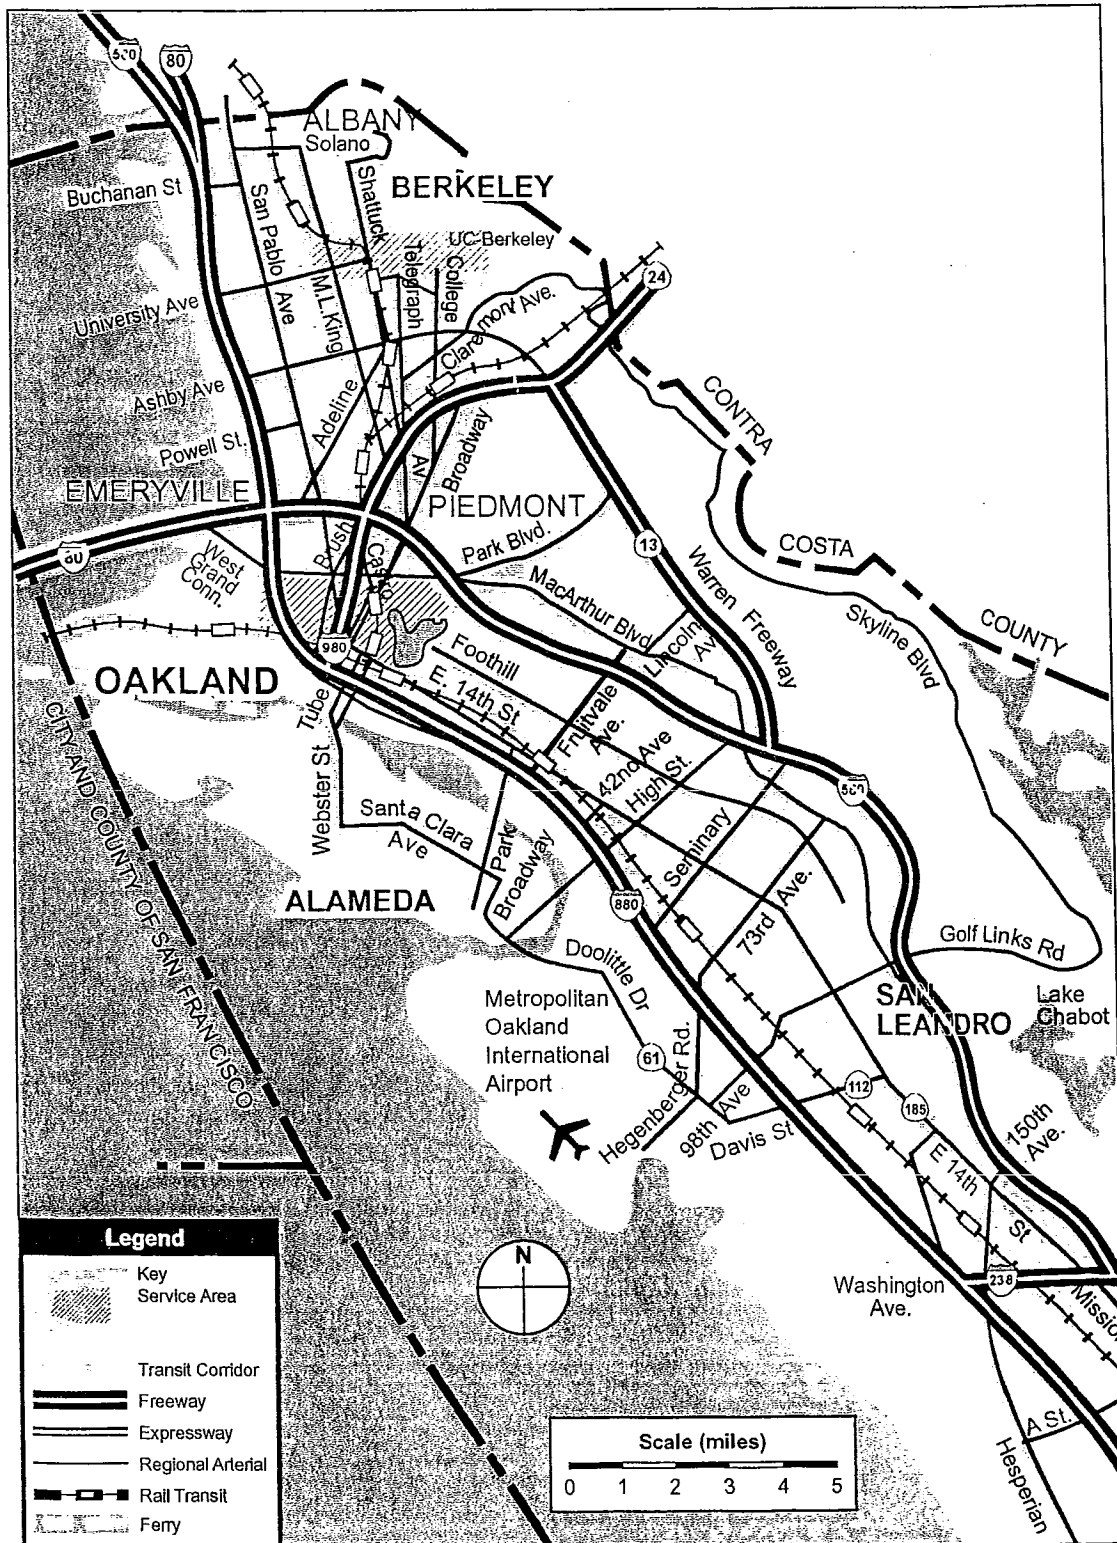 580
80
ALBANY
Solano
Buchanan St
San Pablo
Ave
Shattuck
BERKELEY
UC Berkeley
Telegraph
College
24
University Ave
M.L. King
Claremont Ave.
Ashby Ave
Adeline
Powell St.
Av
Broadway
CONTRA
EMERYVILLE
PIEDMONT
Park Blvd.
13
COSTA
80
West
Grand
Conn.
Brush
Castro
MacArthur Blvd
Lincoln
Av
Warren Freeway
Skyline Blvd
COUNTY
980
OAKLAND
Foothill
E. 14th St
Tube
Webster St
Fruitvale
Ave.
42nd Ave
High St.
580
CITY AND COUNTY OF SAN FRANCISCO
Santa Clara
Ave
Park
Broadway
Seminary
ALAMEDA
880
73rd Ave.
Doolittle Dr
Golf Links Rd
SAN
LEANDRO
Lake
Chabot
Metropolitan
Oakland
International
Airport
61
Hegenberger Rd.
98th Ave
Davis St
112
185
150th
Ave.
E 14th
St
Washington
Ave.
238
A St.
Hesperian
N
Legend
Key
Service Area
Transit Corridor
Freeway
Expressway
Regional Arterial
Rail Transit
Ferry
Scale (miles)
0 1 2 3 4 5